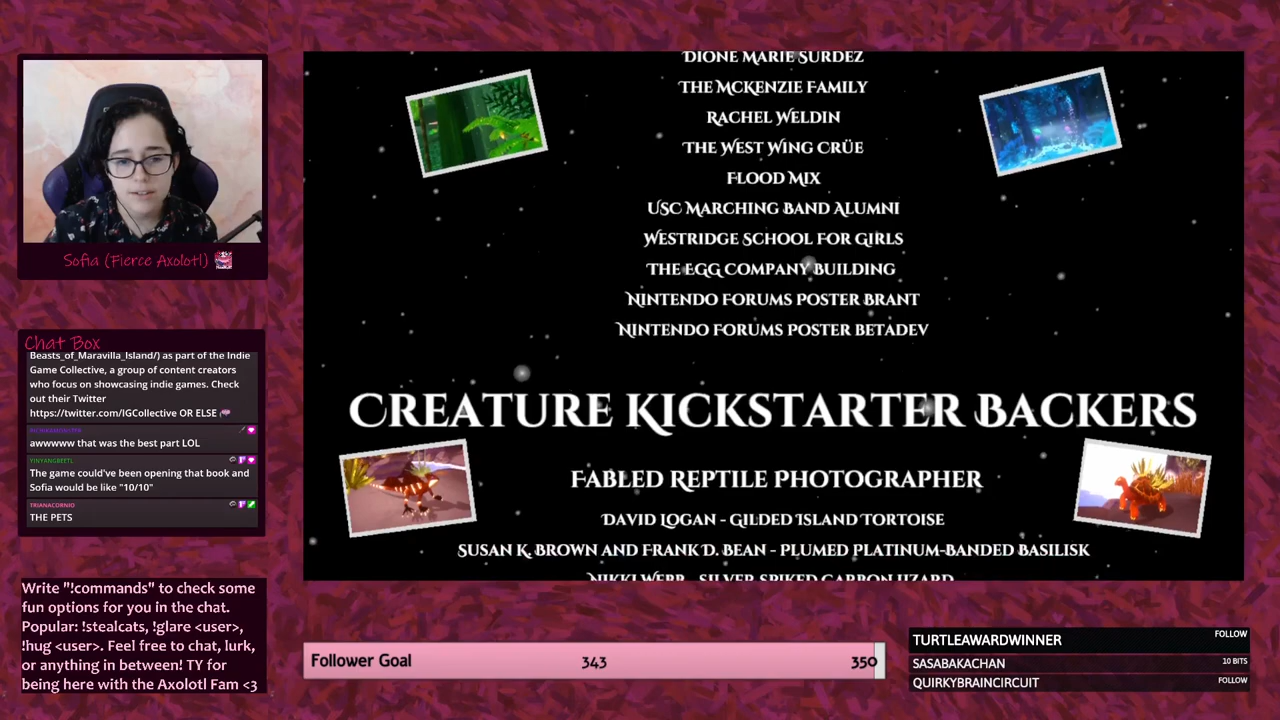 Sofia (Fierce Axolotl)
Chat Box
Beasts_of_Maravilla_Island/) as part of the Indie
Game Collective, a group of content creators
who focus on showcasing indie games. Check
out their Twitter
https://twitter.com/IGCollective OR ELSE
awwwww that was the best part LOL
YINYANGBEETL
The game could've been opening that book and
Sofia would be like "10/10"
TRIANACORNIO
THE PETS
Write "!commands" to check some
fun options for you in the chat.
Popular: !stealcats, !glare <user>,
!hug <user>. Feel free to chat, lurk,
or anything in between! TY for
being here with the Axolotl Fam <3
Dione Marie Surdez
The McKenzie Family
Rachel Weldin
The West Wing Crüe
Flood Mix
USC Marching Band Alumni
Westridge School For Girls
The Egg Company Building
Nintendo Forums Poster Brant
Nintendo Forums Poster Betadev
Creature Kickstarter Backers
Fabled Reptile Photographer
David Logan - Gilded Island Tortoise
Susan K. Brown and Frank D. Bean - Plumed Platinum-Banded Basilisk
Nikki Webb - Silver Spiked Carbon Lizard
Follower Goal 343 350
TURTLEAWARDWINNER FOLLOW
SASABAKACHAN 10 BITS
QUIRKYBRAINCIRCUIT FOLLOW